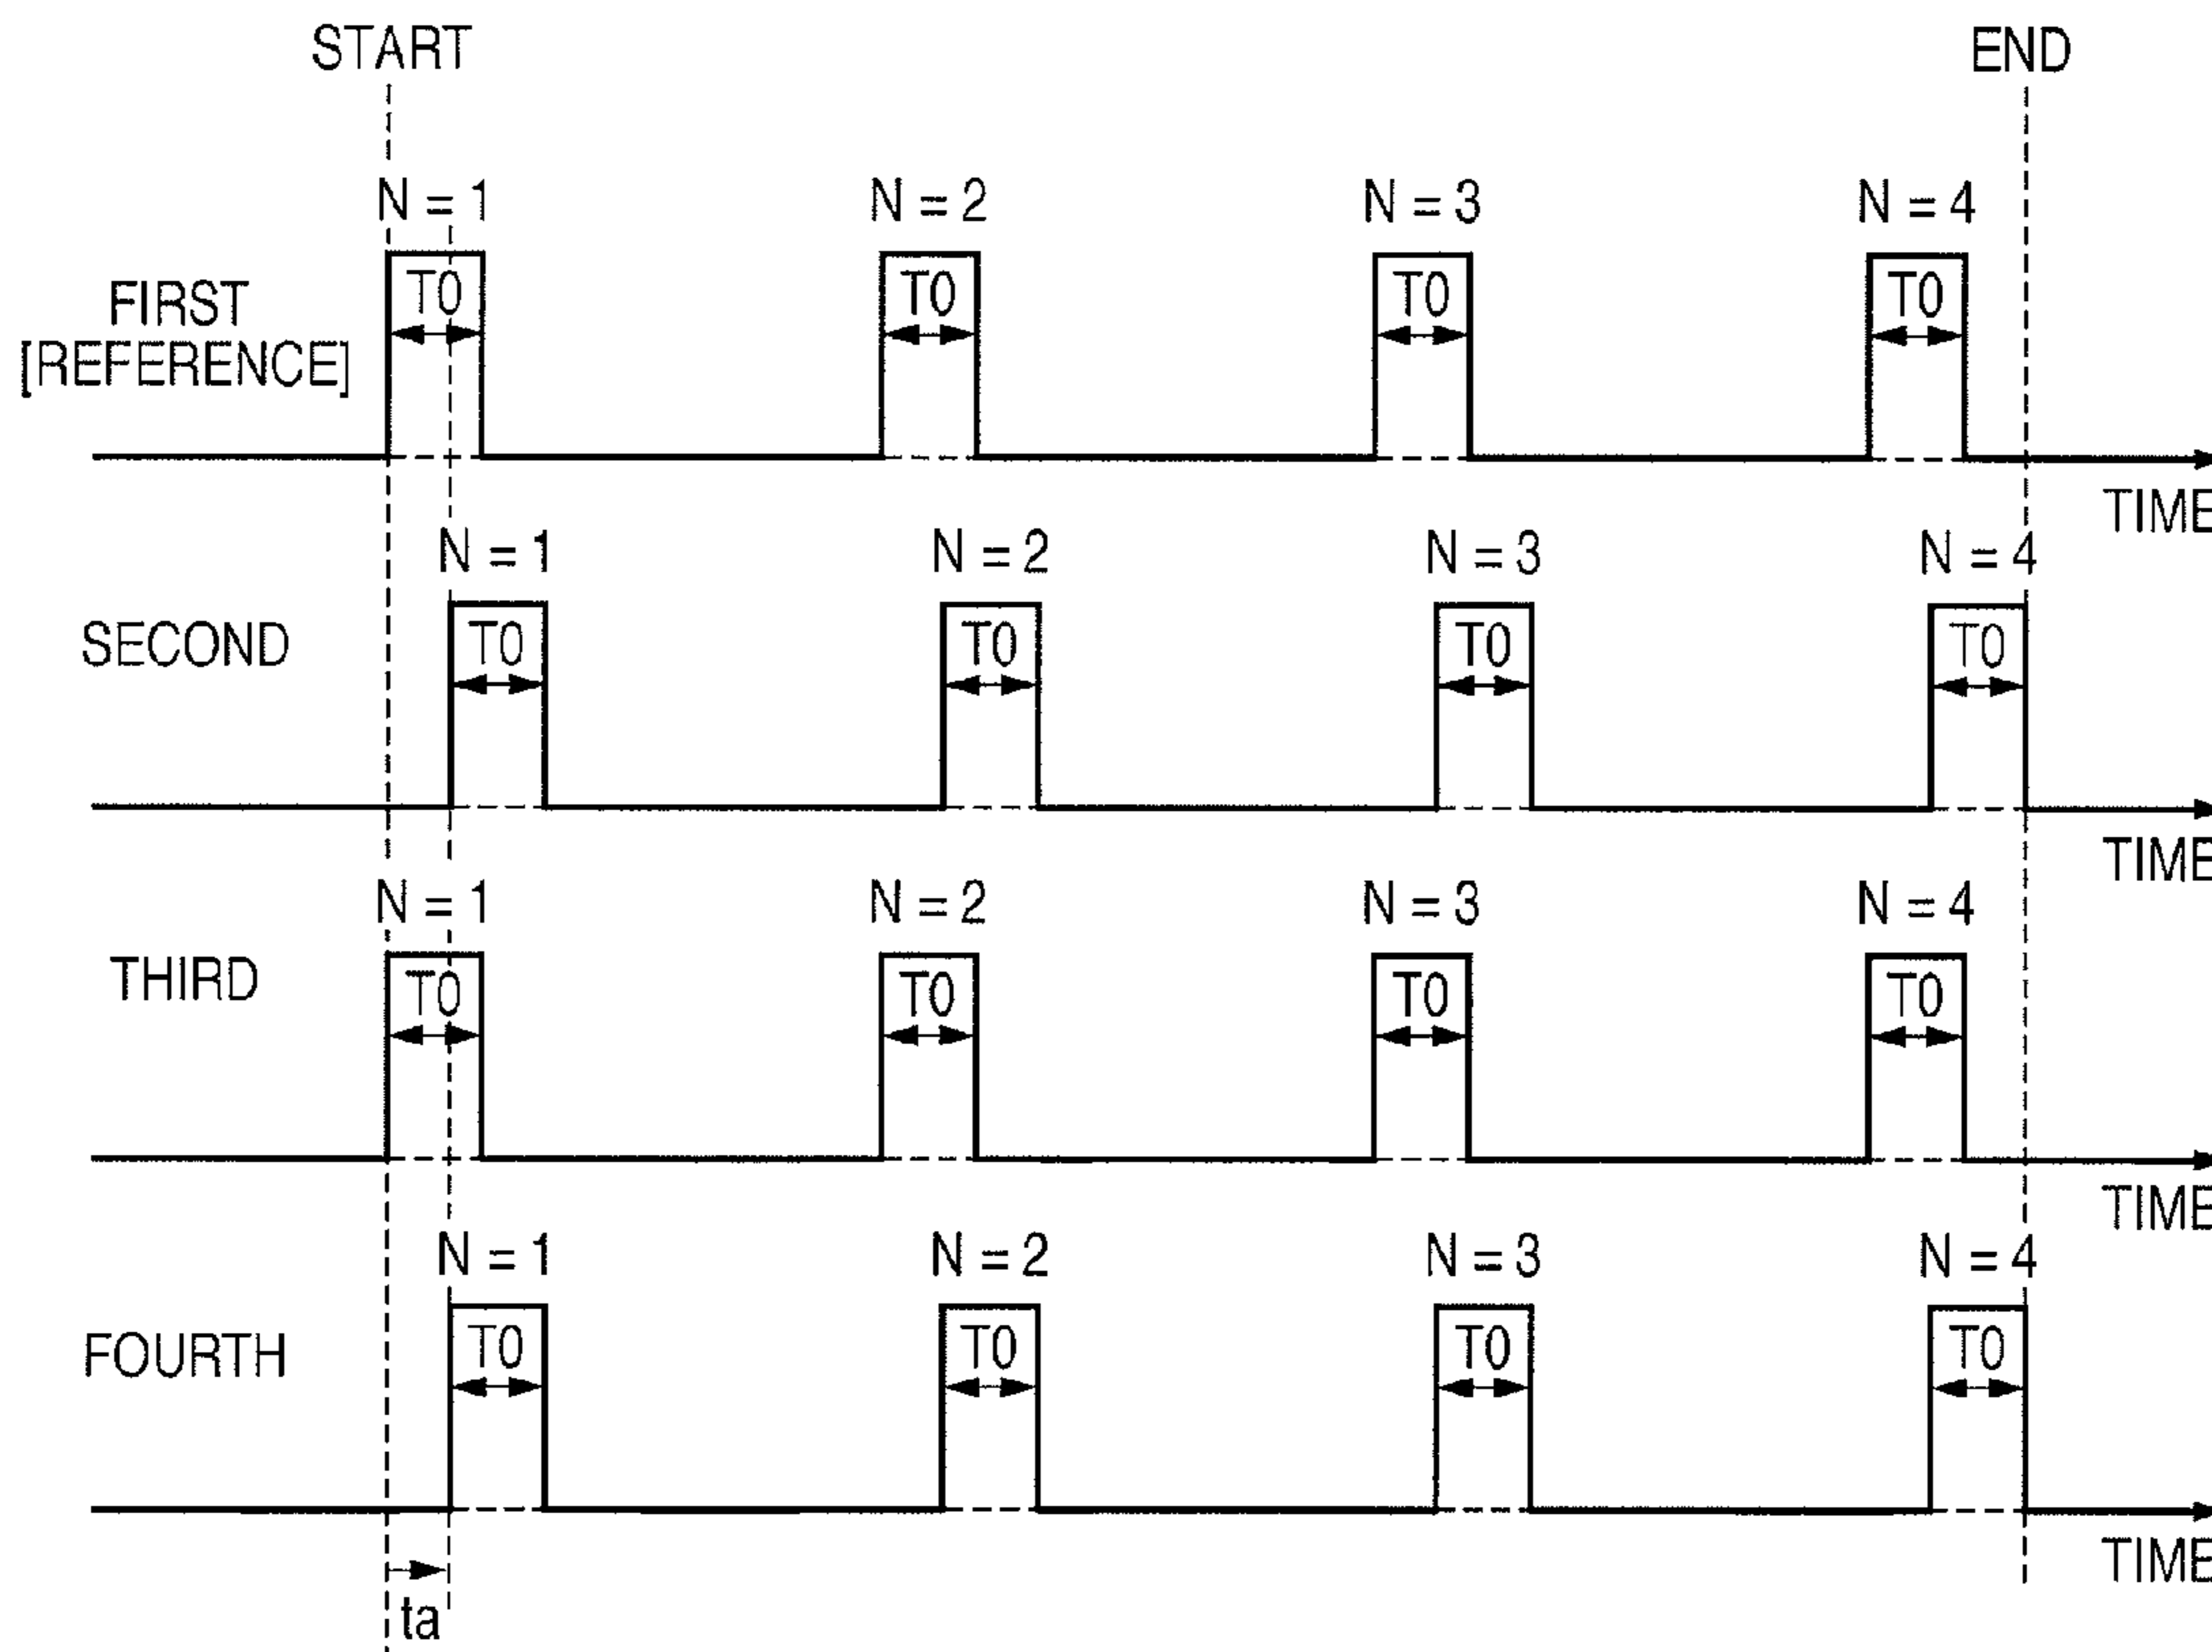 START END
N = 1 N = 2 N = 3 N = 4
FIRST
[REFERENCE]
T0 T0 T0 T0
TIME
N = 1 N = 2 N = 3 N = 4
SECOND
T0 T0 T0 T0
TIME
N = 1 N = 2 N = 3 N = 4
THIRD
T0 T0 T0 T0
TIME
N = 1 N = 2 N = 3 N = 4
FOURTH
T0 T0 T0 T0
TIME
ta